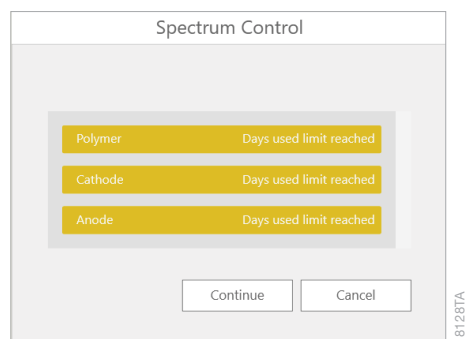 Spectrum Control
Polymer Days used limit reached
Cathode Days used limit reached
Anode Days used limit reached
Continue Cancel
8128TA